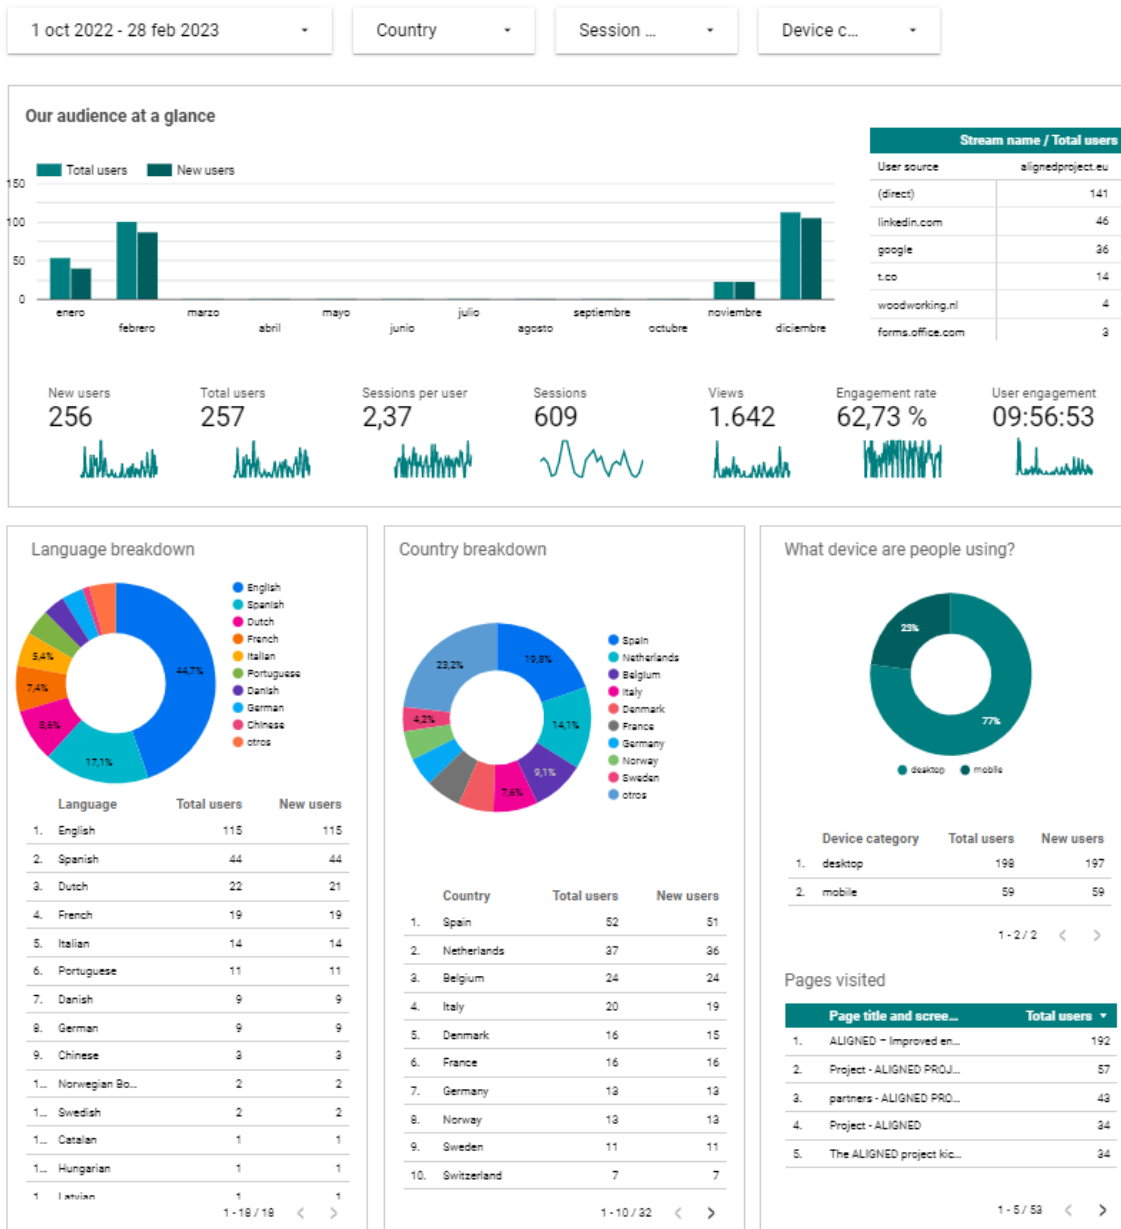 1 oct 2022 - 28 feb 2023
Country
Session ...
Device c...
Our audience at a glance
Total users
New users
150
100
50
0
enero
febrero
marzo
abril
mayo
junio
julio
agosto
septiembre
octubre
noviembre
diciembre
Stream name / Total users
User source alignedproject.eu
(direct) 141
linkedin.com 46
google 36
t.co 14
woodworking.nl 4
forms.office.com 3
New users
256
Total users
257
Sessions per user
2,37
Sessions
609
Views
1.642
Engagement rate
62,73 %
User engagement
09:56:53
Language breakdown
44,7%
17,1%
8,6%
7,4%
5,4%
English
Spanish
Dutch
French
Italian
Portuguese
Danish
German
Chinese
otros
Language Total users New users
1. English 115 115
2. Spanish 44 44
3. Dutch 22 21
4. French 19 19
5. Italian 14 14
6. Portuguese 11 11
7. Danish 9 9
8. German 9 9
9. Chinese 3 3
1... Norwegian Bo... 2 2
1... Swedish 2 2
1... Catalan 1 1
1... Hungarian 1 1
1 Latvian 1 1
1 - 18 / 18
Country breakdown
19,8%
14,1%
9,1%
7,6%
4,2%
23,2%
Spain
Netherlands
Belgium
Italy
Denmark
France
Germany
Norway
Sweden
otros
Country Total users New users
1. Spain 52 51
2. Netherlands 37 36
3. Belgium 24 24
4. Italy 20 19
5. Denmark 16 15
6. France 16 16
7. Germany 13 13
8. Norway 13 13
9. Sweden 11 11
10. Switzerland 7 7
1 - 10 / 32
What device are people using?
23%
77%
desktop
mobile
Device category Total users New users
1. desktop 198 197
2. mobile 59 59
1 - 2 / 2
Pages visited
Page title and scree... Total users
1. ALIGNED – Improved en... 192
2. Project - ALIGNED PROJ... 57
3. partners - ALIGNED PRO... 43
4. Project - ALIGNED 34
5. The ALIGNED project kic... 34
1 - 5 / 53